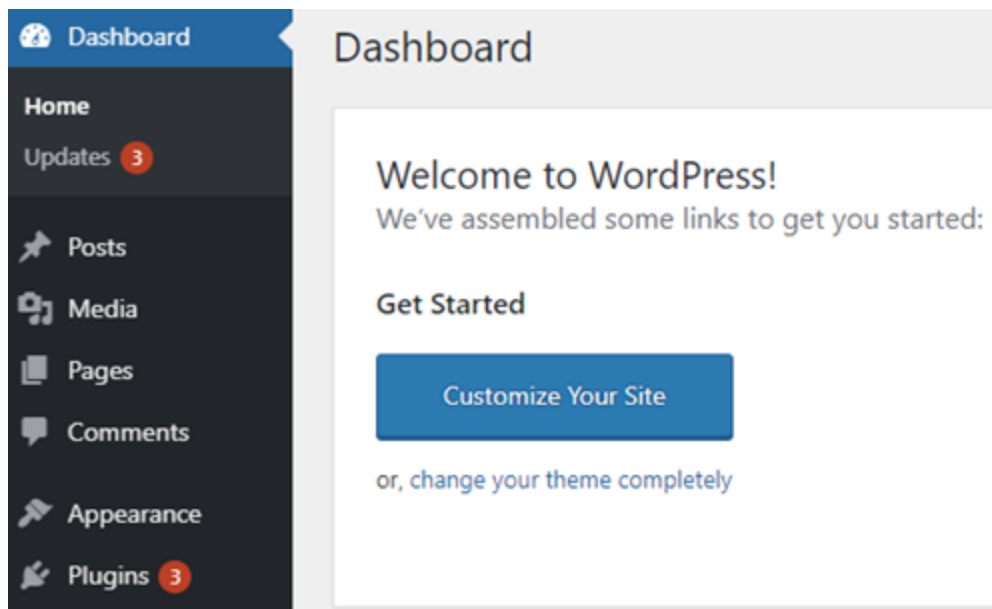 Dashboard
Home
Updates 3
Posts
Media
Pages
Comments
Appearance
Plugins 3
Dashboard
Welcome to WordPress!
We’ve assembled some links to get you started:
Get Started
Customize Your Site
or, change your theme completely